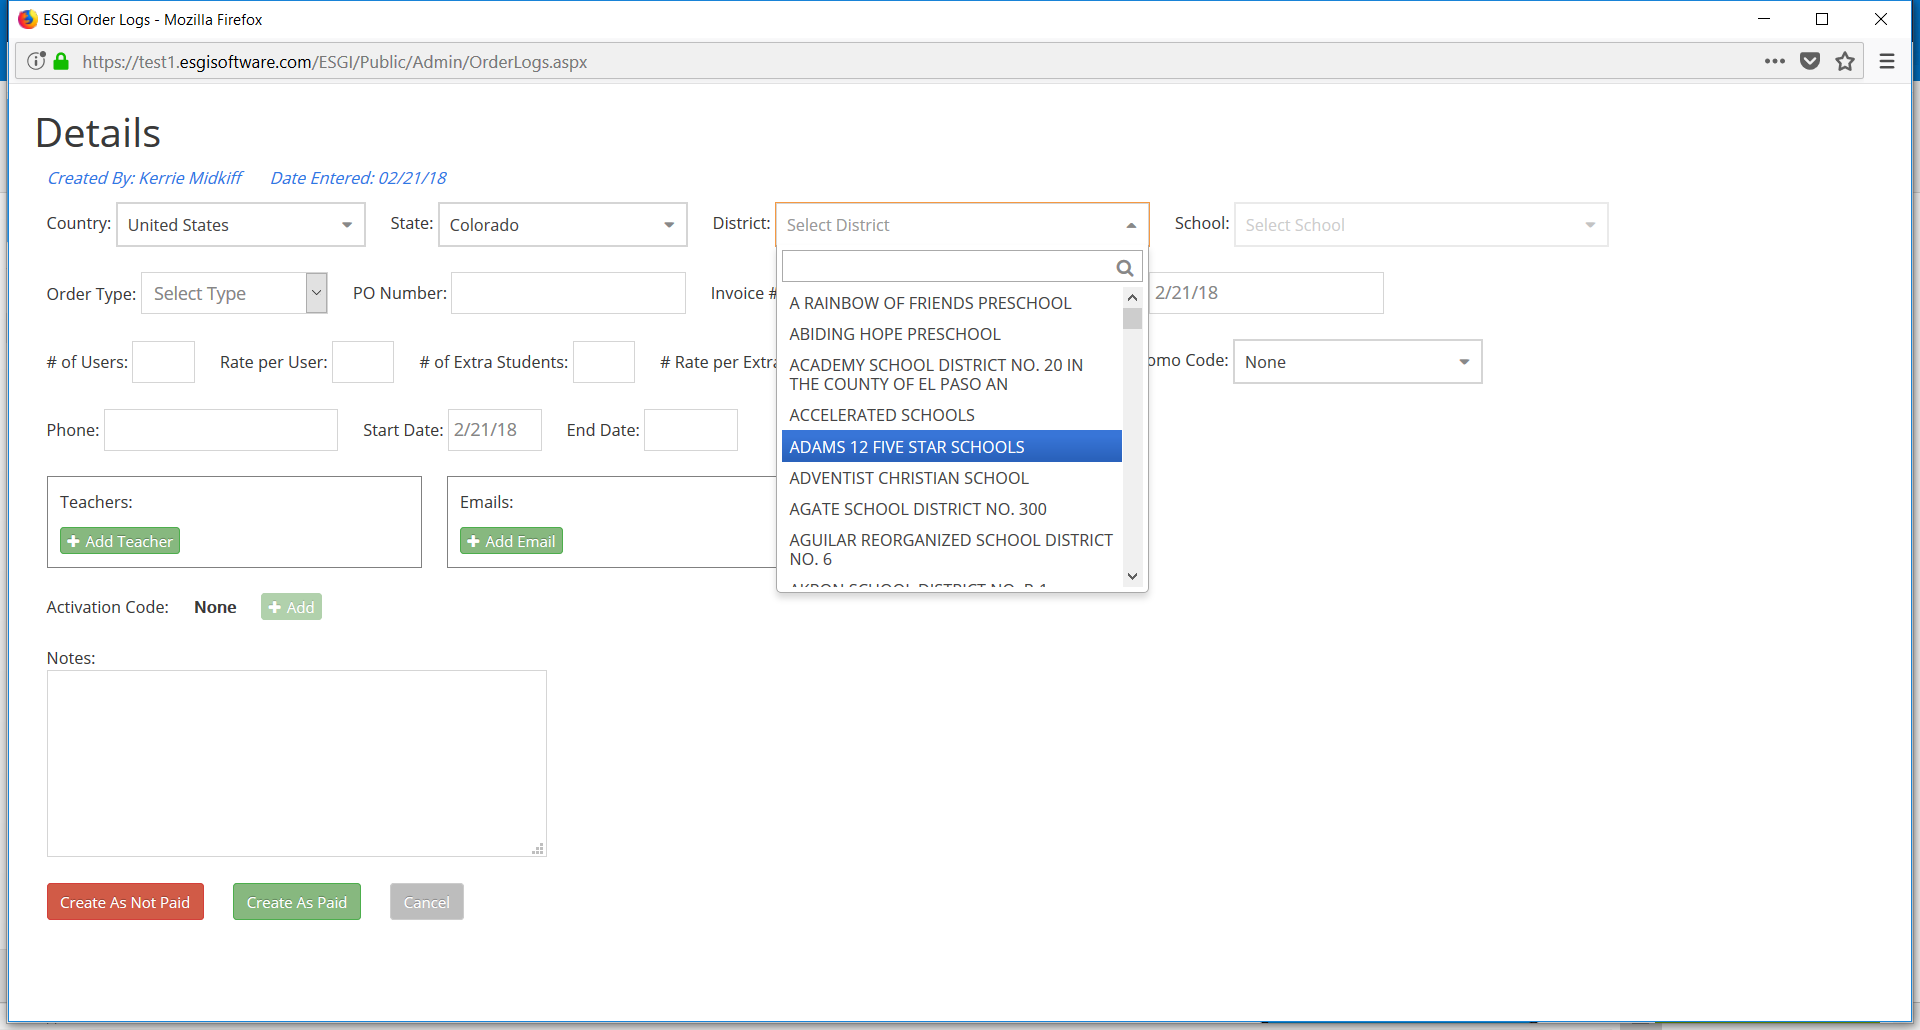 ESGI Order Logs - Mozilla Firefox
https://test1.esgisoftware.com/ESGI/Public/Admin/OrderLogs.aspx
Details
Created By: Kerrie Midkiff Date Entered: 02/21/18
Country: United States State: Colorado District: Select District School: Select School
Order Type: Select Type PO Number: Invoice # 2/21/18
# of Users: Rate per User: # of Extra Students: # Rate per Extra omo Code: None
Phone: Start Date: 2/21/18 End Date:
A RAINBOW OF FRIENDS PRESCHOOL
ABIDING HOPE PRESCHOOL
ACADEMY SCHOOL DISTRICT NO. 20 IN
THE COUNTY OF EL PASO AN
ACCELERATED SCHOOLS
ADAMS 12 FIVE STAR SCHOOLS
ADVENTIST CHRISTIAN SCHOOL
AGATE SCHOOL DISTRICT NO. 300
AGUILAR REORGANIZED SCHOOL DISTRICT
NO. 6
AKRON SCHOOL DISTRICT NO. R-1
Teachers: Emails:
Add Teacher Add Email
Activation Code: None Add
Notes:
Create As Not Paid Create As Paid Cancel